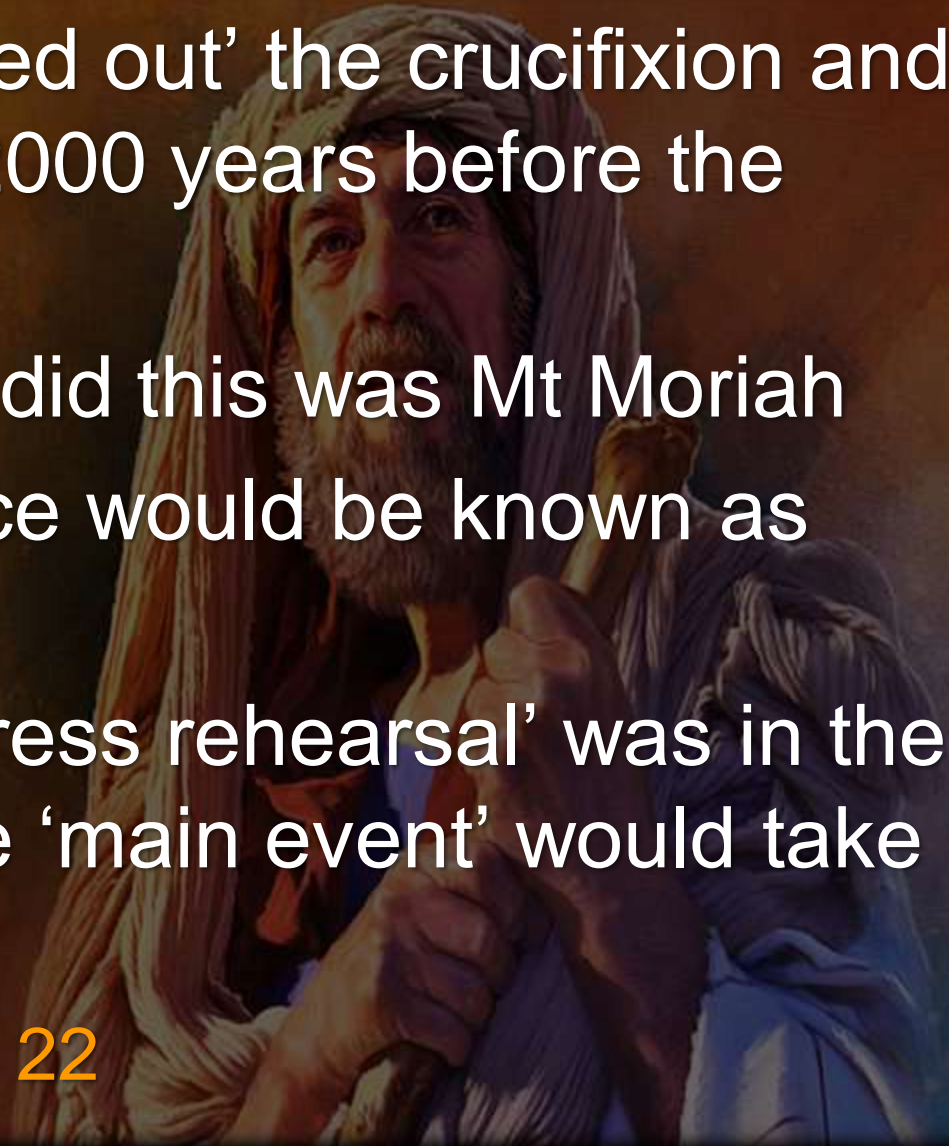 ed out’ the crucifixion and
000 years before the
did this was Mt Moriah
ce would be known as
ress rehearsal’ was in the
e ‘main event’ would take
22